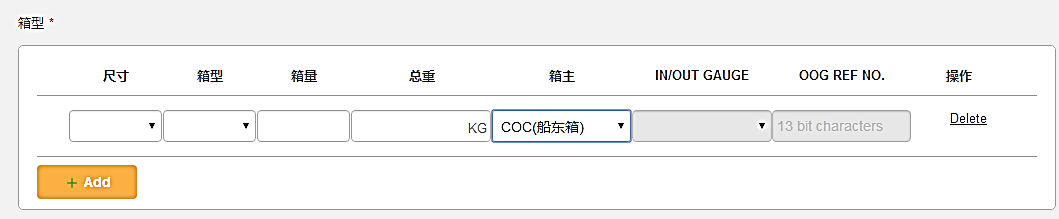 箱型 *
尺寸 箱型 箱量 总重 箱主 IN/OUT GAUGE OOG REF NO. 操作
KG COC(船东箱) 13 bit characters Delete
+ Add